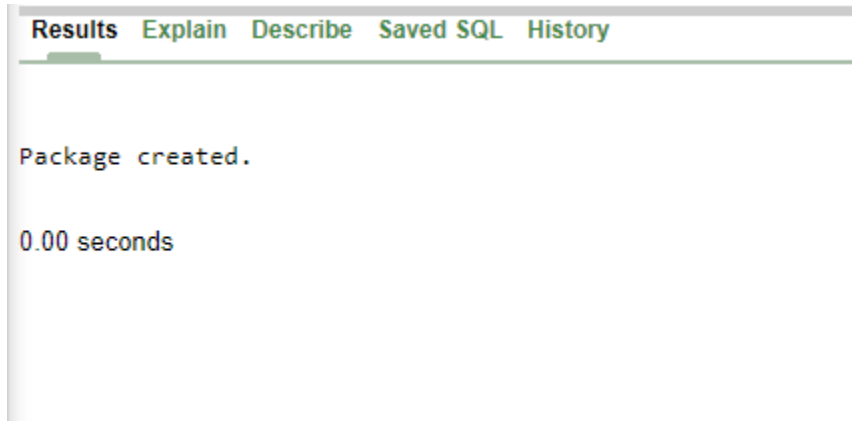 Results Explain Describe Saved SQL History
Package created.
0.00 seconds